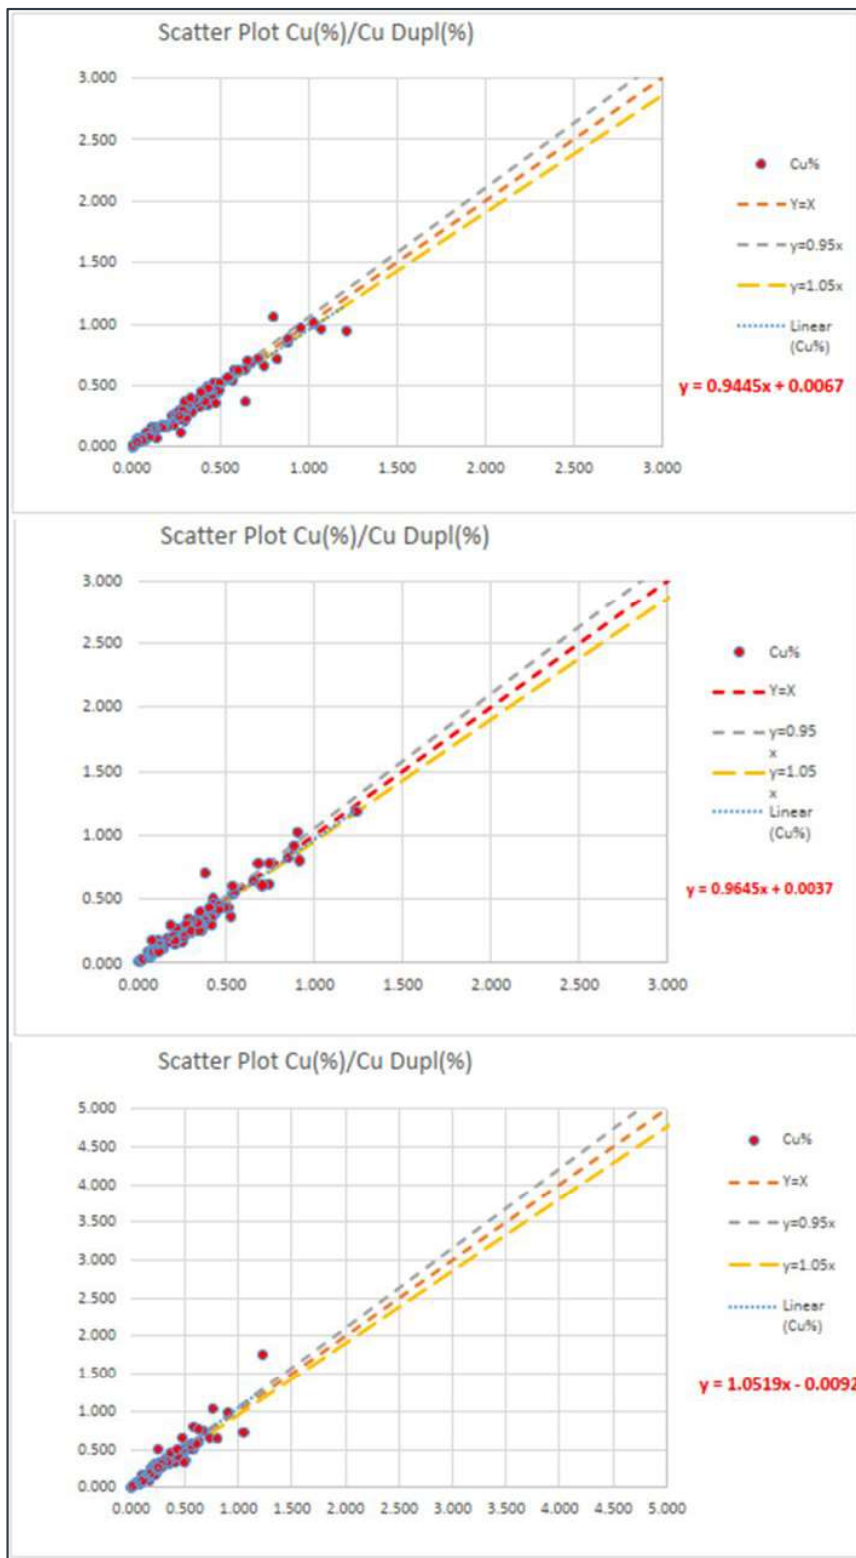 Scatter Plot Cu(%)/Cu Dupl(%)
3.000
2.500
2.000
1.500
1.000
0.500
0.000
0.000 0.500 1.000 1.500 2.000 2.500 3.000
Cu%
Y=X
y=0.95x
y=1.05x
Linear
(Cu%)
y = 0.9445x + 0.0067
Scatter Plot Cu(%)/Cu Dupl(%)
3.000
2.500
2.000
1.500
1.000
0.500
0.000
0.000 0.500 1.000 1.500 2.000 2.500 3.000
Cu%
Y=X
y=0.95
x
y=1.05
x
Linear
(Cu%)
y = 0.9645x + 0.0037
Scatter Plot Cu(%)/Cu Dupl(%)
5.000
4.500
4.000
3.500
3.000
2.500
2.000
1.500
1.000
0.500
0.000
0.000 0.500 1.000 1.500 2.000 2.500 3.000 3.500 4.000 4.500 5.000
Cu%
Y=X
y=0.95x
y=1.05x
Linear
(Cu%)
y = 1.0519x - 0.0092